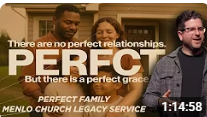 There are no perfect relationships.
PERFECT
But there is a perfect grace.
PERFECT FAMILY
MENLO CHURCH LEGACY SERVICE
1:14:58